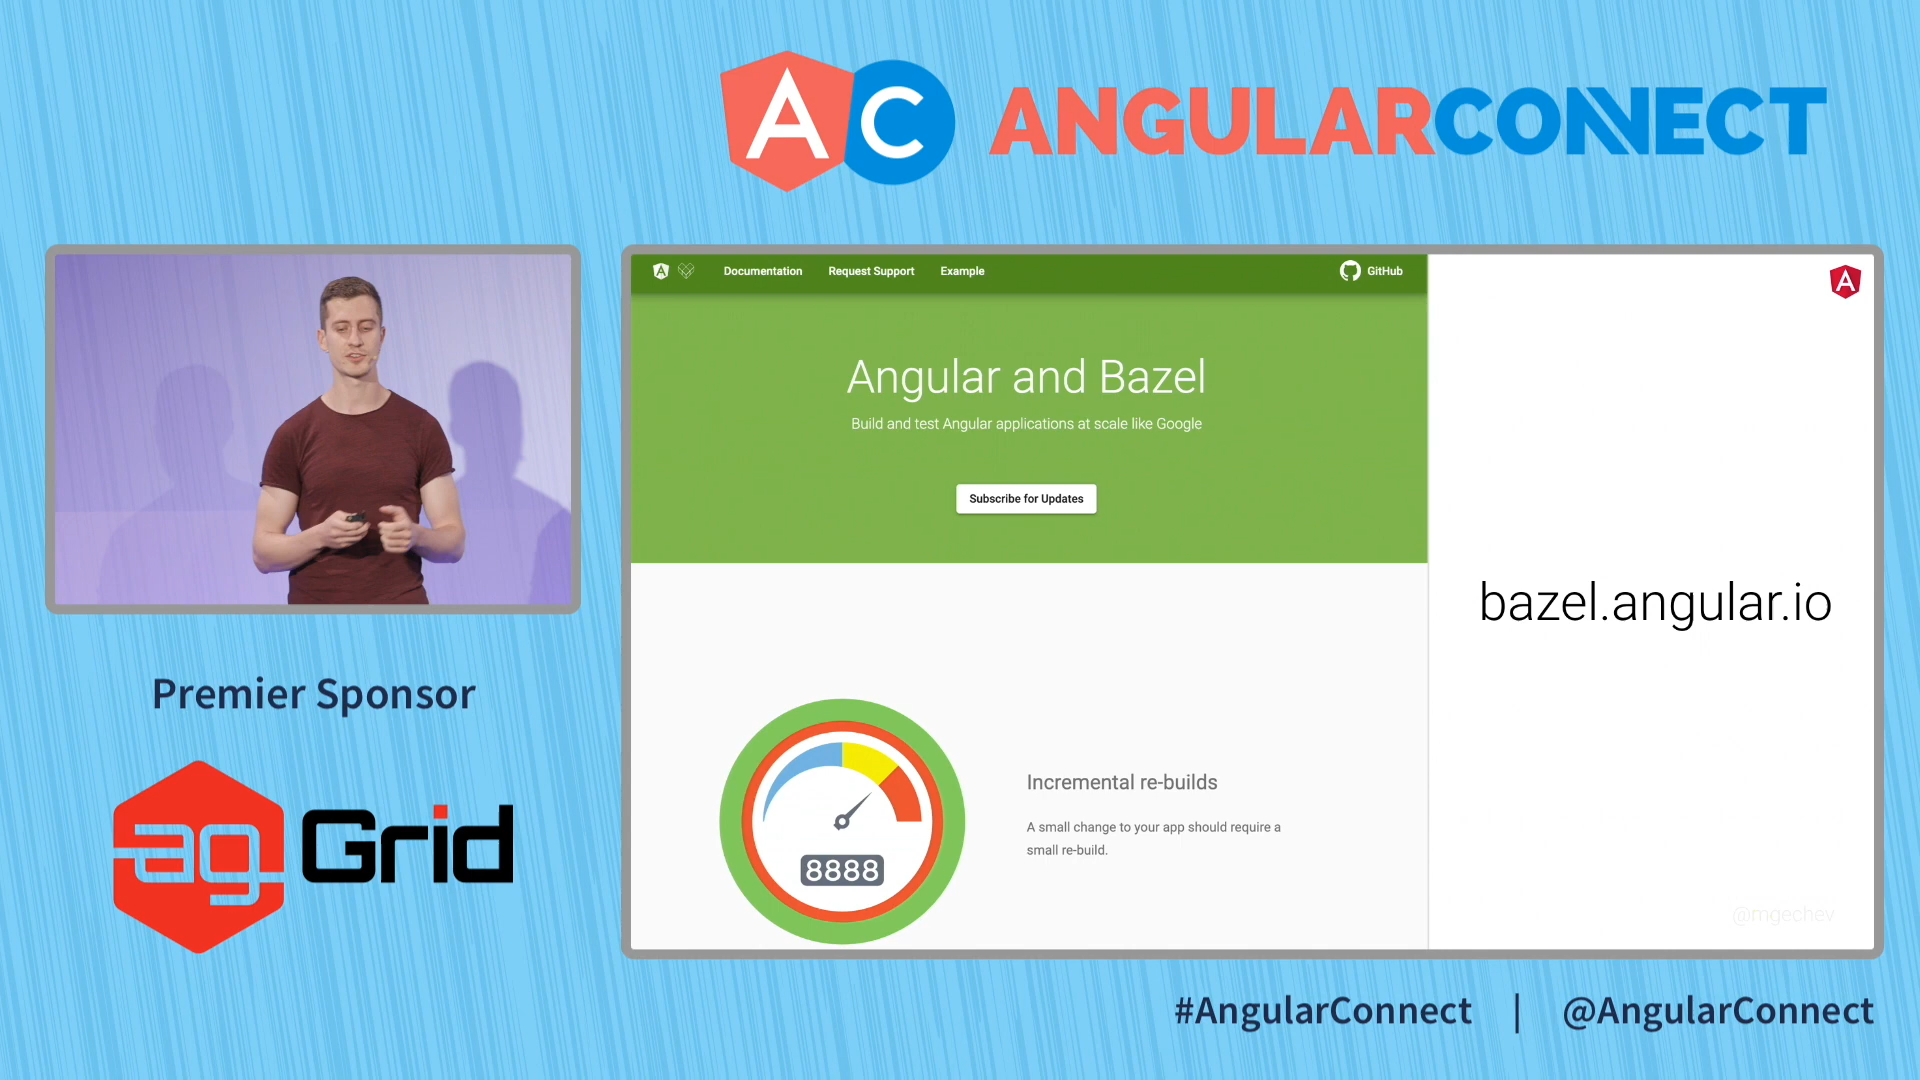 AC ANGULARCONNECT
A Documentation Request Support Example GitHub
A
Angular and Bazel
Build and test Angular applications at scale like Google
Subscribe for Updates
bazel.angular.io
Premier Sponsor
ag Grid
Incremental re-builds
A small change to your app should require a
small re-build.
8888
@mgechev
#AngularConnect | @AngularConnect